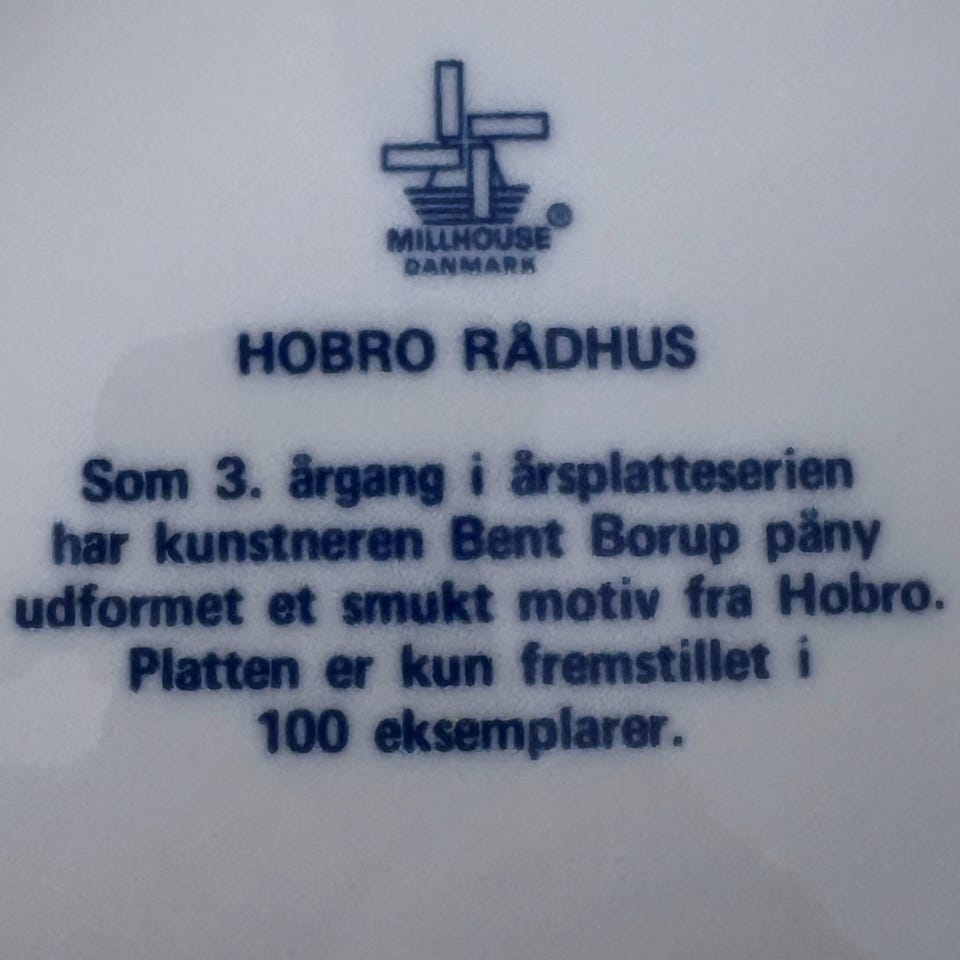 MILLHOUSE ®
DANMARK
HOBRO RÅDHUS
Som 3. årgang i årsplatteserien
har kunstneren Bent Borup påny
udformet et smukt motiv fra Hobro.
Platten er kun fremstillet i
100 eksemplarer.